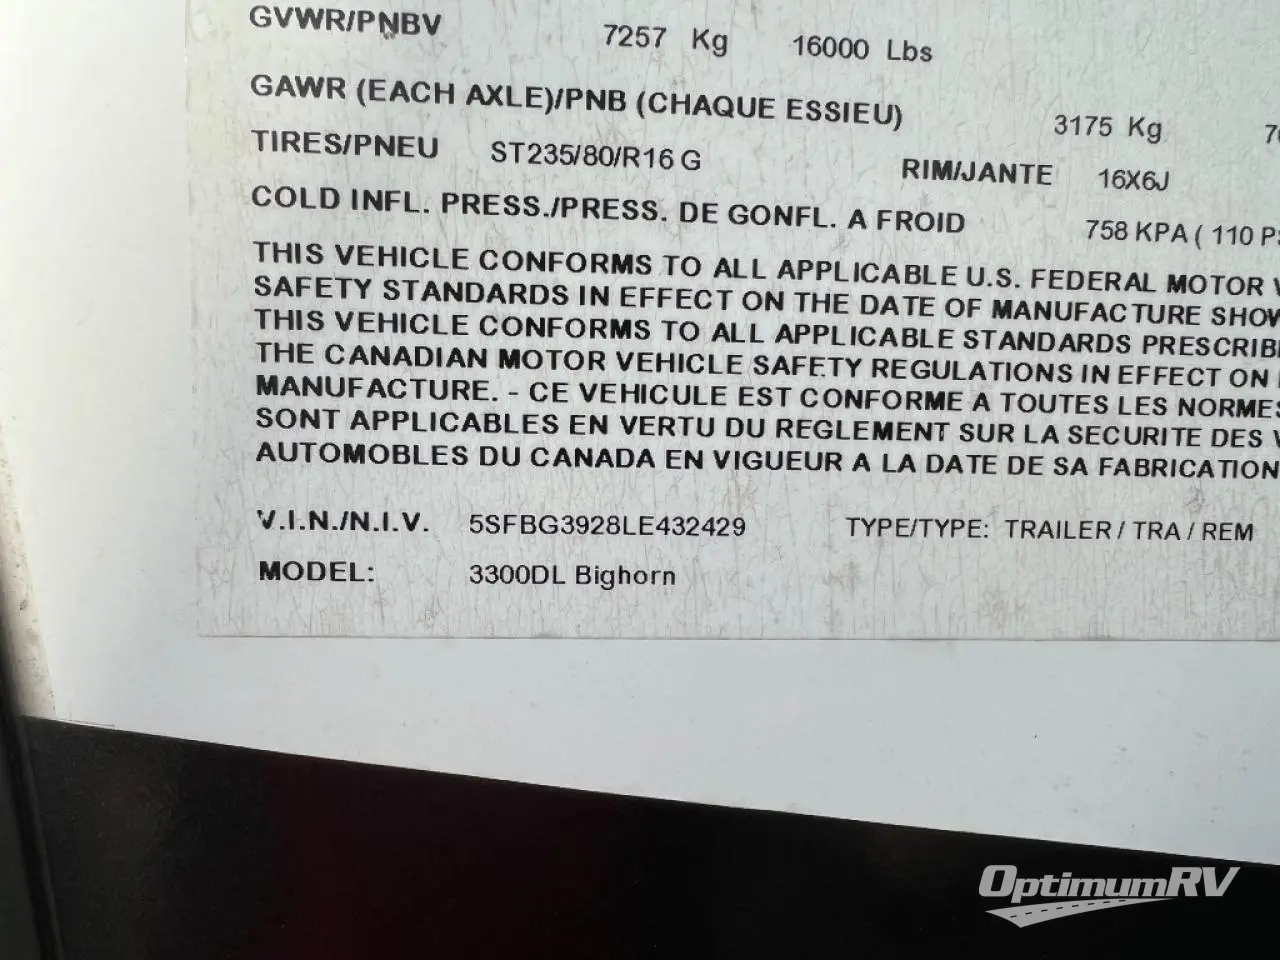 GVWR/PNBV 7257 Kg 16000 Lbs
GAWR (EACH AXLE)/PNB (CHAQUE ESSIEU) 3175 Kg
TIRES/PNEU ST235/80/R16 G RIM/JANTE 16X6J
COLD INFL. PRESS./PRESS. DE GONFL. A FROID 758 KPA ( 110
THIS VEHICLE CONFORMS TO ALL APPLICABLE U.S. FEDERAL MOTOR
SAFETY STANDARDS IN EFFECT ON THE DATE OF MANUFACTURE
THIS VEHICLE CONFORMS TO ALL APPLICABLE STANDARDS
THE CANADIAN MOTOR VEHICLE SAFETY REGULATIONS IN EFFECT ON
MANUFACTURE. - CE VEHICULE EST CONFORME A TOUTES LES NORMES
SONT APPLICABLES EN VERTU DU REGLEMENT SUR LA SECURITE DES
AUTOMOBLES DU CANADA EN VIGUEUR A LA DATE DE SA FABRICATION
V.I.N./N.I.V. 5SFBG3928LE432429 TYPE/TYPE: TRAILER / TRA / REM
MODEL: 3300DL Bighorn
OptimumRV